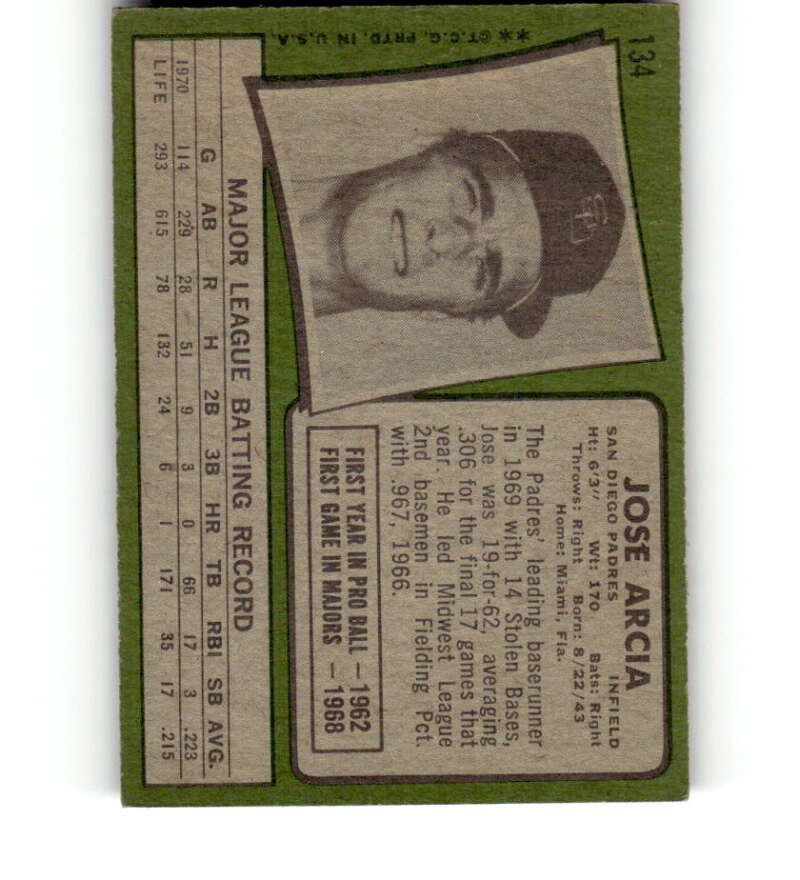 134
** ©T.C.G. PRTD. IN U.S.A.
JOSE ARCIA
SAN DIEGO PADRES INFIELD
Ht: 6'3" Wt: 170 Bats: Right
Throws: Right Born: 8/22/43
Home: Miami, Fla.
The Padres' leading baserunner
in 1969 with 14 Stolen Bases,
Jose was 19-for-62, averaging
.306 for the final 17 games that
year. He led Midwest League
2nd basemen in Fielding Pct.
with .967, 1966.
FIRST YEAR IN PRO BALL —1962
FIRST GAME IN MAJORS —1968
MAJOR LEAGUE BATTING RECORD
G AB R H 2B 3B HR TB RBI SB AVG.
1970 114 229 28 51 9 3 0 66 17 3 .223
LIFE 293 615 78 132 24 6 1 171 35 17 .215